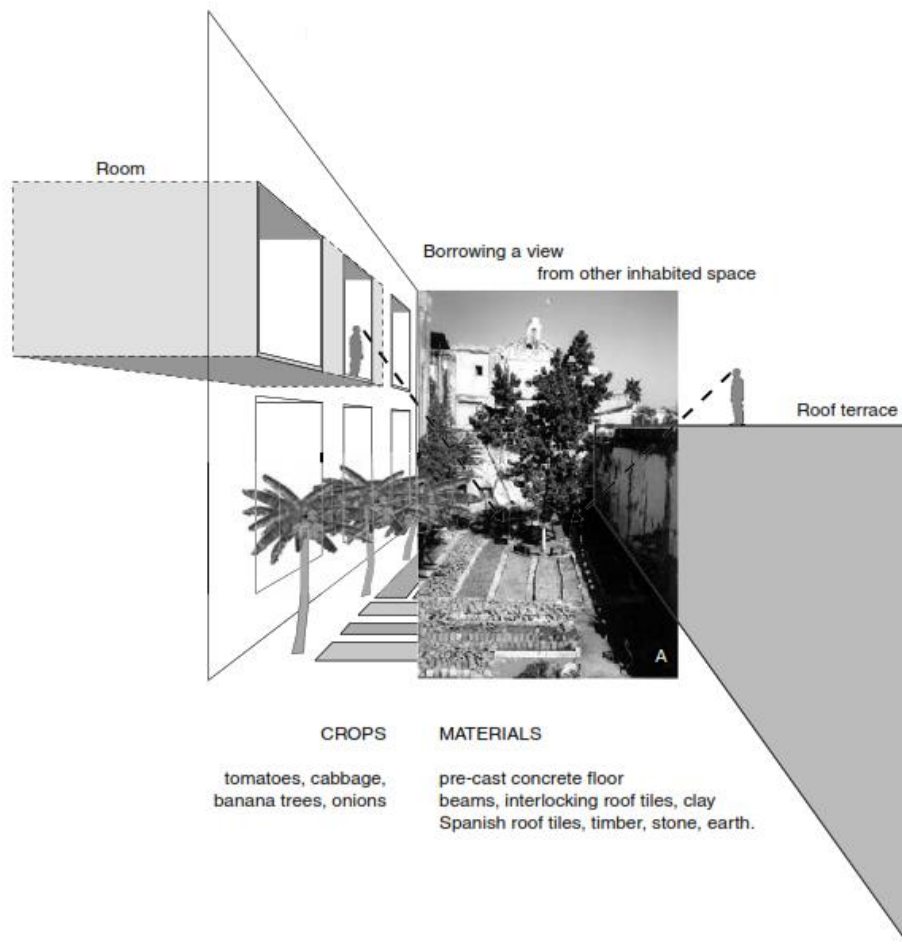 Room
Borrowing a view
from other inhabited space
Roof terrace
A
CROPS
tomatoes, cabbage,
banana trees, onions
MATERIALS
pre-cast concrete floor
beams, interlocking roof tiles, clay
Spanish roof tiles, timber, stone, earth.